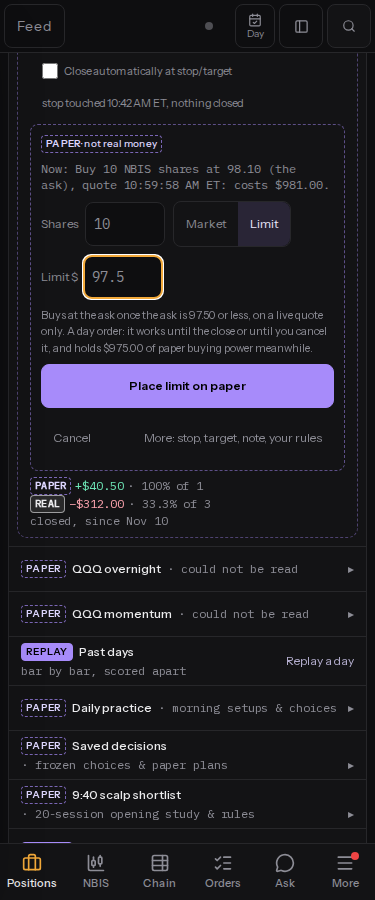 Feed
Day
Close automatically at stop/target
stop touched 10:42 AM ET, nothing closed
PAPER · not real money
Now: Buy 10 NBIS shares at 98.10 (the
ask), quote 10:59:58 AM ET: costs $981.00.
Shares 10 Market Limit
Limit $ 97.5
Buys at the ask once the ask is 97.50 or less, on a live quote
only. A day order: it works until the close or until you cancel
it, and holds $975.00 of paper buying power meanwhile.
Place limit on paper
Cancel More: stop, target, note, your rules
PAPER +$40.50 · 100% of 1
REAL −$312.00 · 33.3% of 3
closed, since Nov 10
PAPER QQQ overnight · could not be read ▸
PAPER QQQ momentum · could not be read ▸
REPLAY Past days
bar by bar, scored apart
Replay a day
PAPER Daily practice · morning setups & choices ▸
PAPER Saved decisions
· frozen choices & paper plans ▸
PAPER 9:40 scalp shortlist
· 20-session opening study & rules ▸
Positions NBIS Chain Orders Ask More